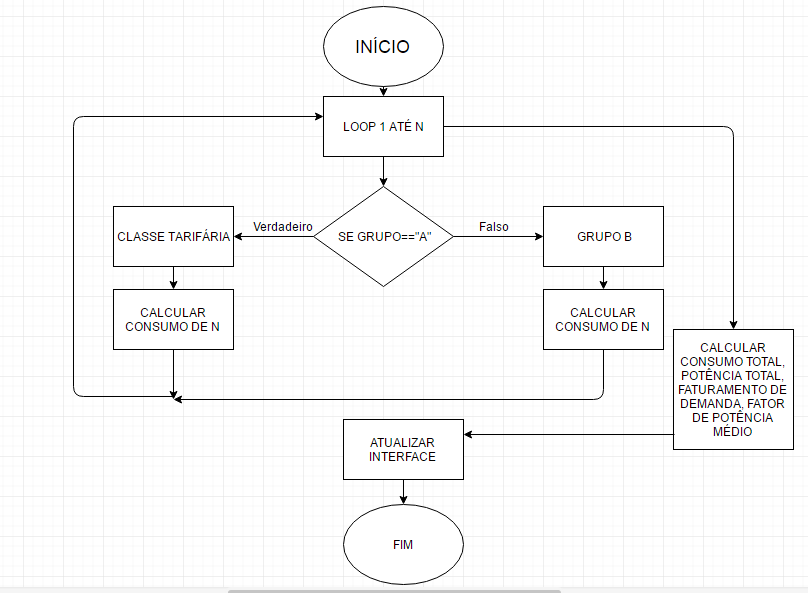 INÍCIO
LOOP 1 ATÉ N
Verdadeiro
Falso
CLASSE TARIFÁRIA
SE GRUPO=="A"
GRUPO B
CALCULAR
CONSUMO DE N
CALCULAR
CONSUMO DE N
CALCULAR
CONSUMO TOTAL,
POTÊNCIA TOTAL,
FATURAMENTO DE
DEMANDA, FATOR
DE POTÊNCIA
MÉDIO
ATUALIZAR
INTERFACE
FIM